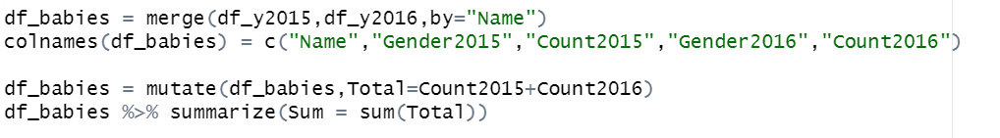 df_babies = merge(df_y2015,df_y2016,by="Name")
colnames(df_babies) = c("Name","Gender2015","Count2015","Gender2016","Count2016")
df_babies = mutate(df_babies,Total=Count2015+Count2016)
df_babies %>% summarize(Sum = sum(Total))